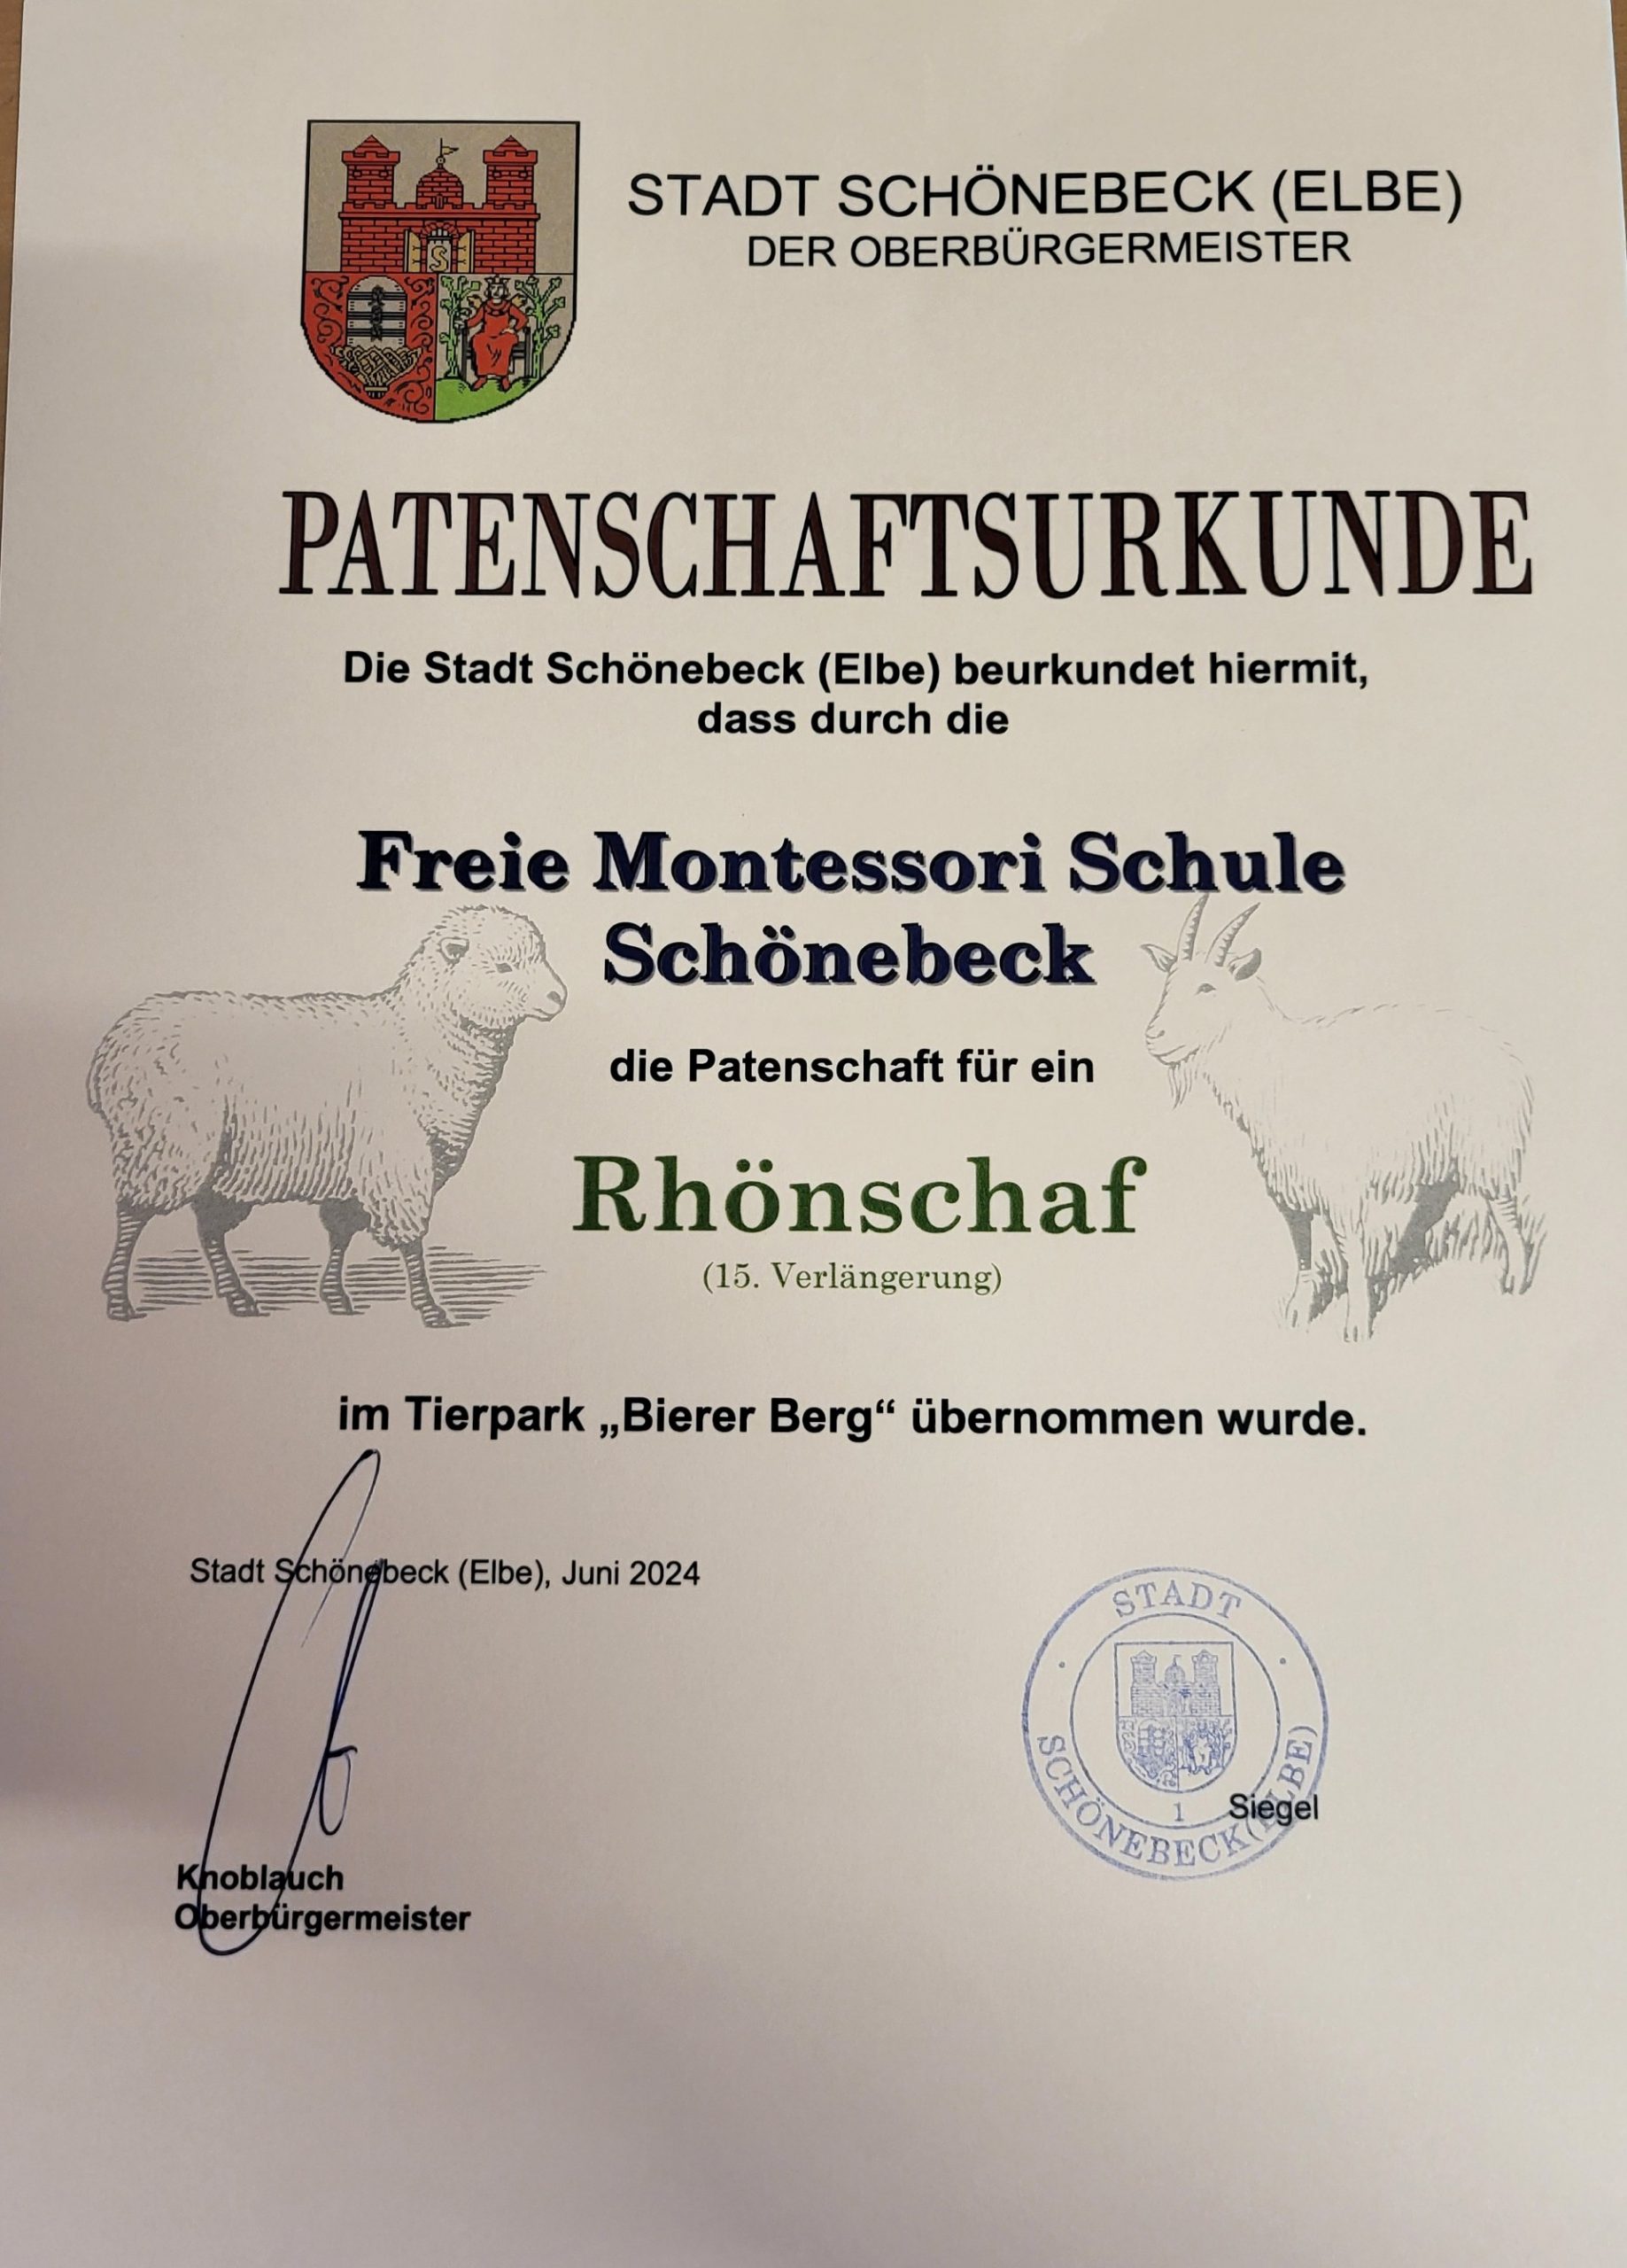 STADT SCHÖNEBECK (ELBE)
DER OBERBÜRGERMEISTER
S
PATENSCHAFTSURKUNDE
Die Stadt Schönebeck (Elbe) beurkundet hiermit,
dass durch die
Freie Montessori Schule
Schönebeck
die Patenschaft für ein
Rhönschaf
(15. Verlängerung)
im Tierpark „Bierer Berg“ übernommen wurde.
Stadt Schönebeck (Elbe), Juni 2024
STADT
SCHÖNEBECK(ELBE)
1
Siegel
Knoblauch
Oberbürgermeister